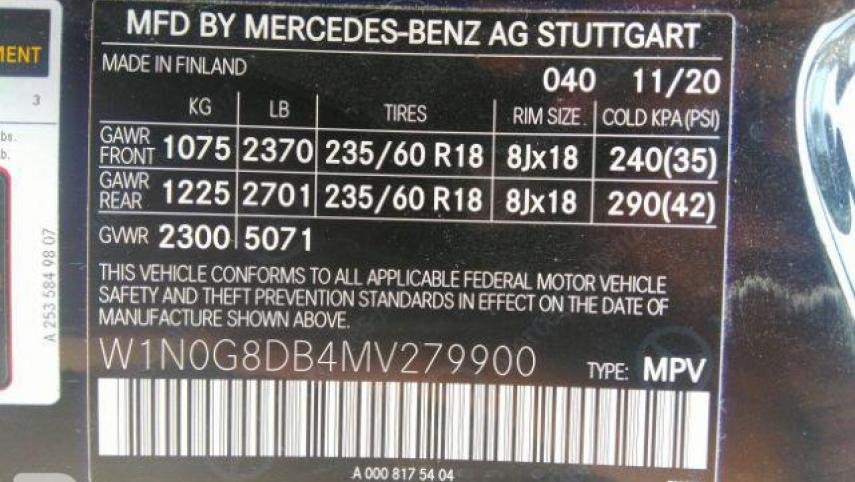 MFD BY MERCEDES-BENZ AG STUTTGART
MADE IN FINLAND 040 11/20
KG LB TIRES RIM SIZE COLD KPA (PSI)
GAWR FRONT 1075 2370 235/60 R18 8Jx18 240(35)
GAWR REAR 1225 2701 235/60 R18 8Jx18 290(42)
GVWR 2300 5071
THIS VEHICLE CONFORMS TO ALL APPLICABLE FEDERAL MOTOR VEHICLE
SAFETY AND THEFT PREVENTION STANDARDS IN EFFECT ON THE DATE OF
MANUFACTURE SHOWN ABOVE.
W1N0G8DB4MV279900 TYPE: MPV
A 000 817 54 04
MENT
3
bs.
b.
A 253 584 98 07